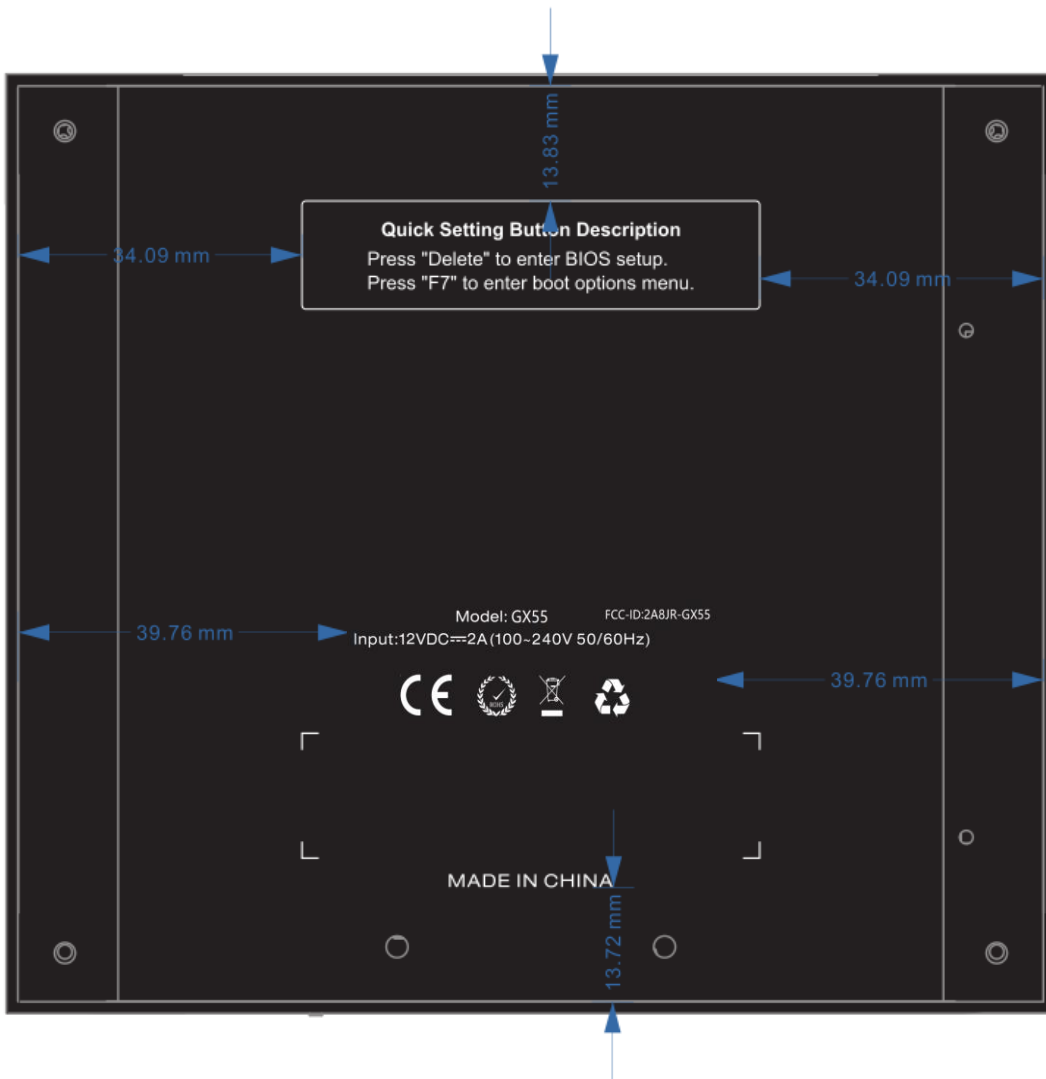 13.83 mm
Quick Setting Button Description
Press "Delete" to enter BIOS setup.
Press "F7" to enter boot options menu.
34.09 mm
34.09 mm
Model: GX55 FCC-ID:2A8JR-GX55
Input:12VDC⎓2A(100~240V 50/60Hz)
39.76 mm
39.76 mm
CE
ROHS
MADE IN CHINA
13.72 mm